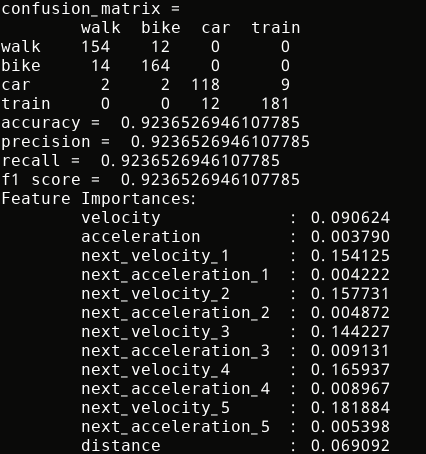 confusion_matrix =
        walk  bike  car  train
walk    154    12    0      0
bike     14   164    0      0
car       2     2  118      9
train     0     0   12    181
accuracy =  0.9236526946107785
precision =  0.9236526946107785
recall =  0.9236526946107785
f1 score =  0.9236526946107785
Feature Importances:
        velocity             : 0.090624
        acceleration         : 0.003790
        next_velocity_1      : 0.154125
        next_acceleration_1  : 0.004222
        next_velocity_2      : 0.157731
        next_acceleration_2  : 0.004872
        next_velocity_3      : 0.144227
        next_acceleration_3  : 0.009131
        next_velocity_4      : 0.165937
        next_acceleration_4  : 0.008967
        next_velocity_5      : 0.181884
        next_acceleration_5  : 0.005398
        distance             : 0.069092